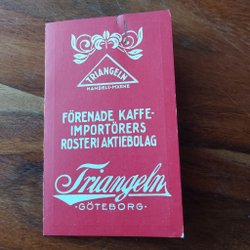 TRIANGELN
HANDELS-MÄRKE
FÖRENADE KAFFE-
IMPORTÖRERS
ROSTERI AKTIEBOLAG
Triangeln
·GÖTEBORG·